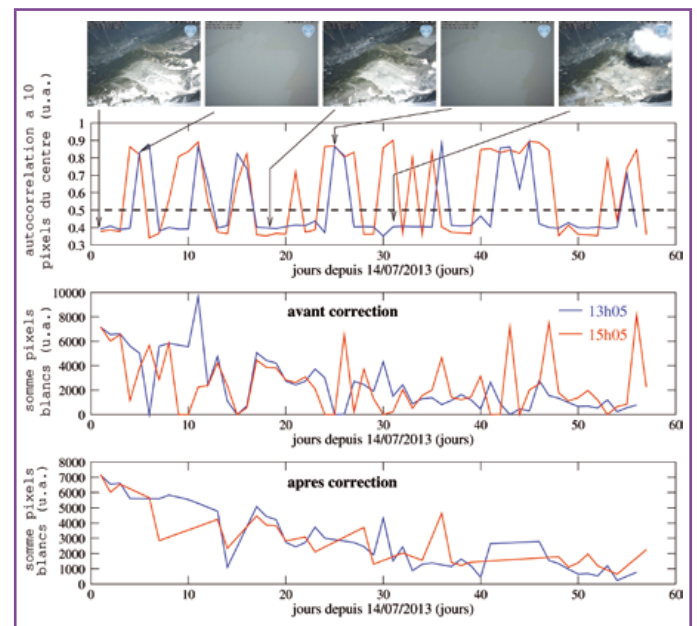 autocorrelation a 10
pixels du centre (u.a.)
1
0.9
0.8
0.7
0.6
0.5
0.4
0.3
0 10 20 30 40 50 60
jours depuis 14/07/2013 (jours)
somme pixels
blancs (u.a.)
10000
8000
6000
4000
2000
0
avant correction
13h05
15h05
0 10 20 30 40 50 60
jours depuis 14/07/2013 (jours)
somme pixels
blancs (u.a.)
8000
7000
6000
5000
4000
3000
2000
1000
0
apres correction
0 10 20 30 40 50 60
jours depuis 14/07/2013 (jours)